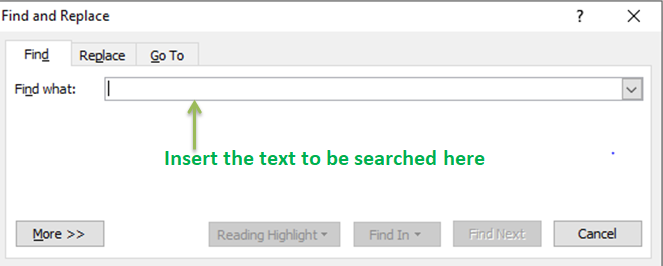 Find and Replace ? ×
Find Replace Go To
Find what:
Insert the text to be searched here
More >> Reading Highlight Find In Find Next Cancel